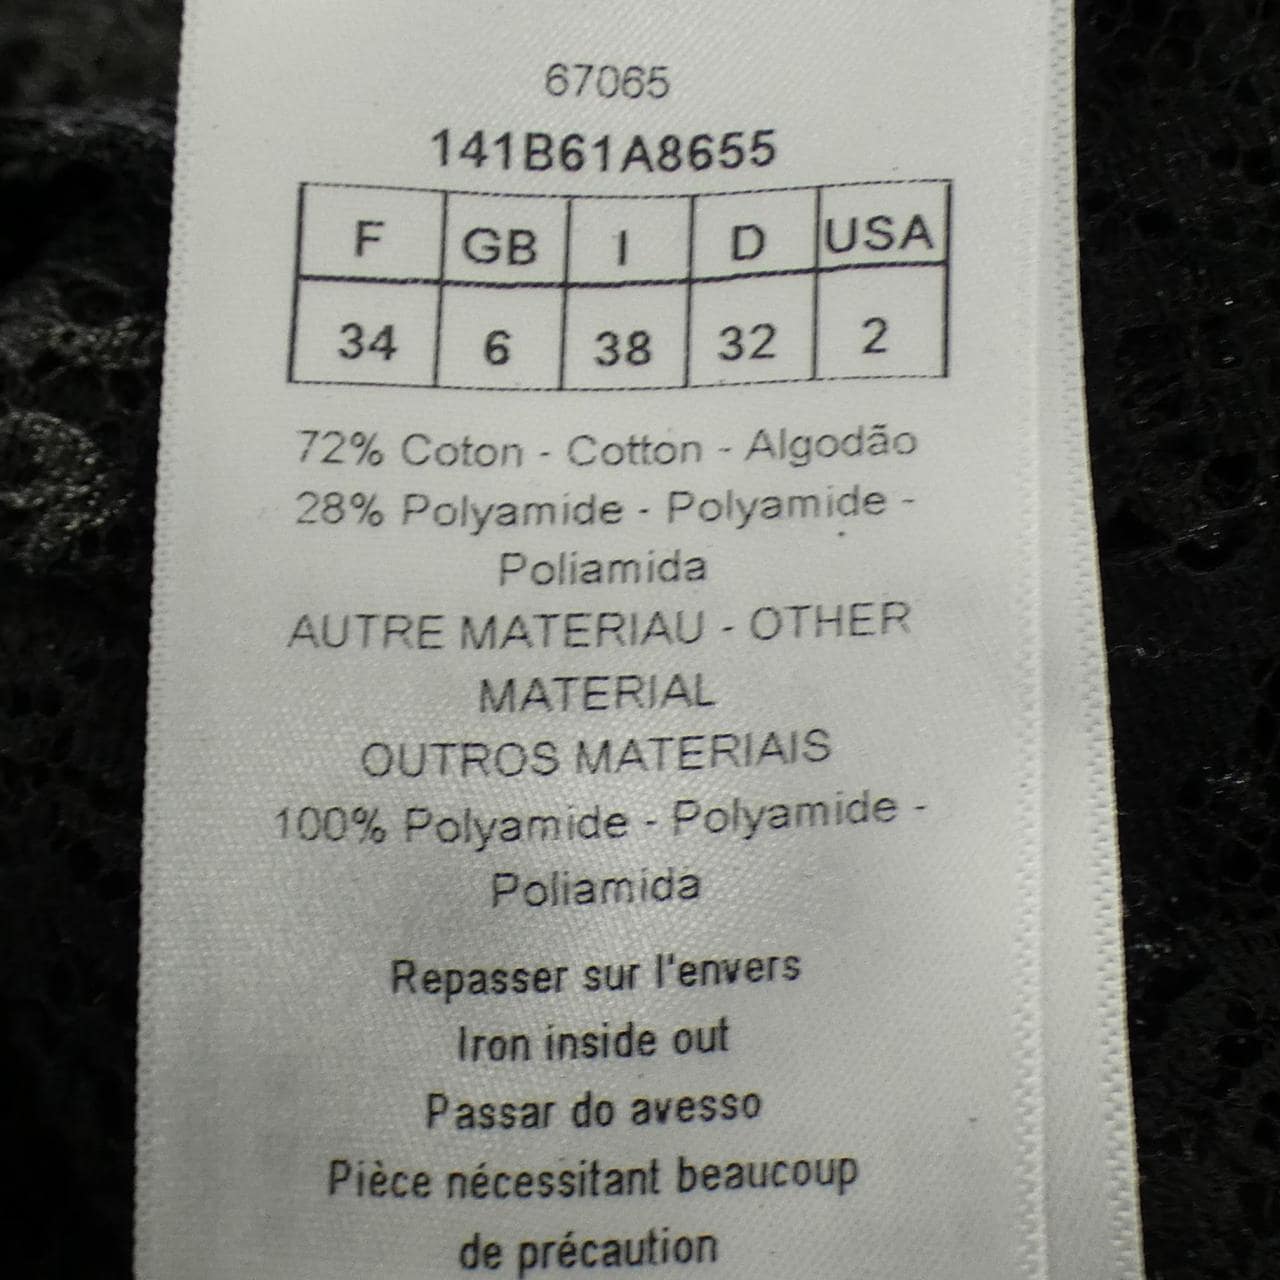 67065
141B61A8655
F GB I D USA
34 6 38 32 2
72% Coton - Cotton - Algodão
28% Polyamide - Polyamide -
Poliamida
AUTRE MATERIAU - OTHER
MATERIAL
OUTROS MATERIAIS
100% Polyamide - Polyamide -
Poliamida
Repasser sur l'envers
Iron inside out
Passar do avesso
Pièce nécessitant beaucoup
de précaution